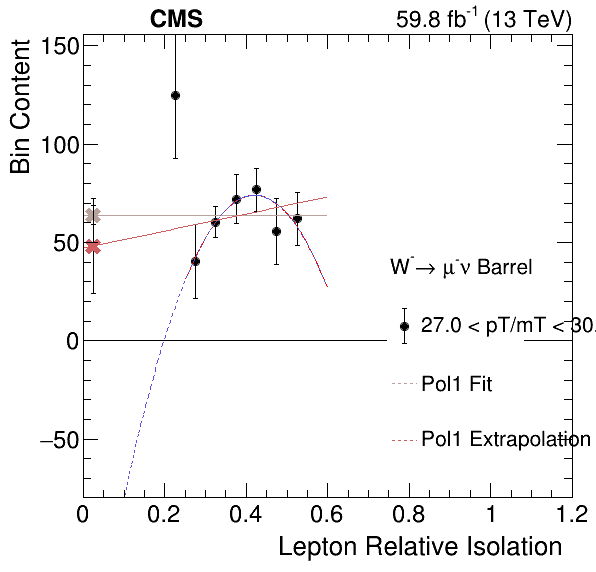 CMS 59.8 fb-1 (13 TeV)
Bin Content
150
100
50
0
−50
W-→ μ-ν Barrel
27.0 < pT/mT < 30.
Pol1 Fit
Pol1 Extrapolation
0 0.2 0.4 0.6 0.8 1 1.2
Lepton Relative Isolation